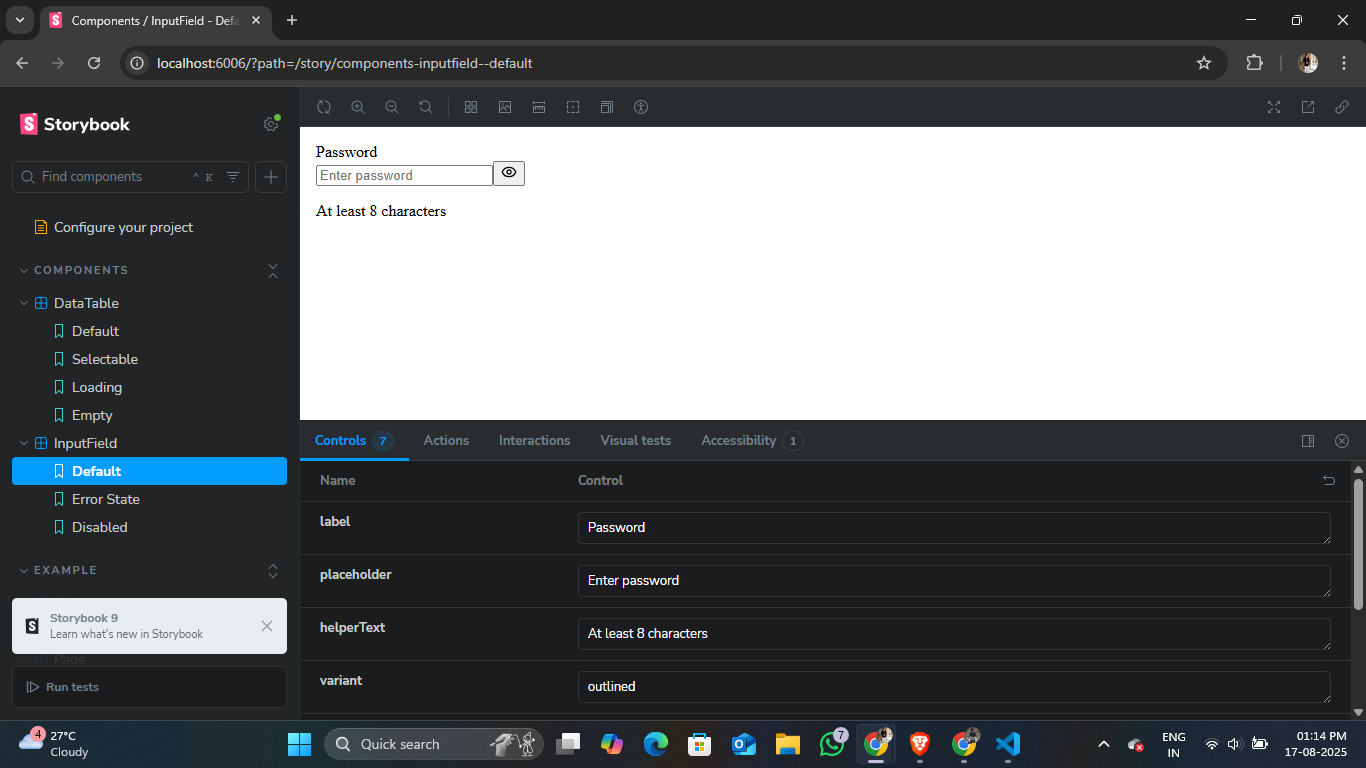 Components / InputField - Defa
localhost:6006/?path=/story/components-inputfield--default
Storybook
Find components
^ K
Configure your project
COMPONENTS
DataTable
Default
Selectable
Loading
Empty
InputField
Default
Error State
Disabled
EXAMPLE
Storybook 9
Learn what's new in Storybook
Page
Run tests
Password
Enter password
At least 8 characters
Controls 7 Actions Interactions Visual tests Accessibility 1
Name Control
label Password
placeholder Enter password
helperText At least 8 characters
variant outlined
4
27°C
Cloudy
Quick search
7
ENG
IN
01:14 PM
17-08-2025